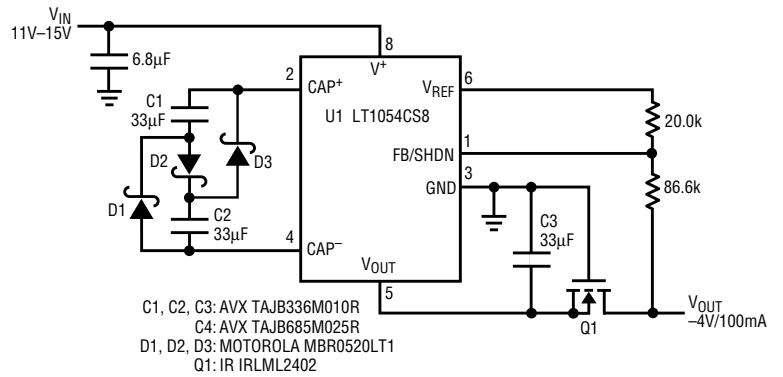 VIN
11V–15V
6.8µF
8
V+
2
CAP+
VREF
6
C1
33µF
U1 LT1054CS8
20.0k
D2
D3
FB/SHDN
1
GND
3
86.6k
D1
C2
33µF
C3
33µF
4
CAP–
VOUT
5
VOUT
–4V/100mA
Q1
C1, C2, C3: AVX TAJB336M010R
C4: AVX TAJB685M025R
D1, D2, D3: MOTOROLA MBR0520LT1
Q1: IR IRLML2402